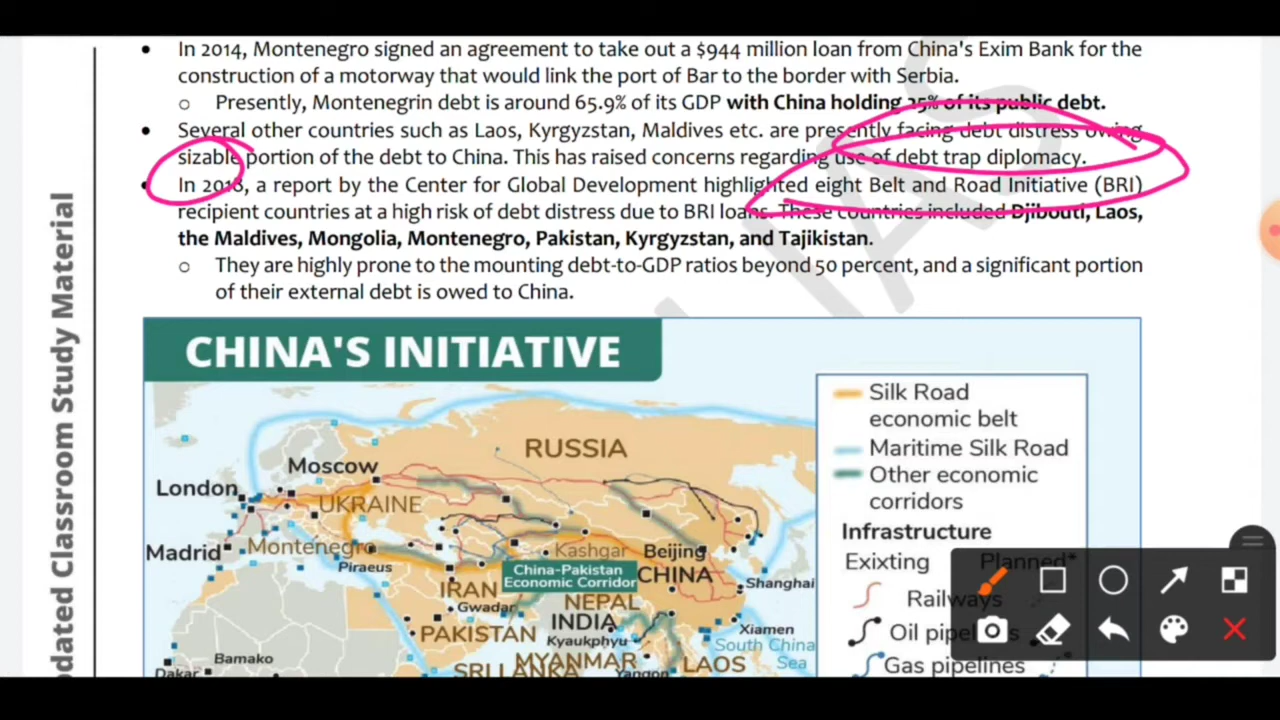 • In 2014, Montenegro signed an agreement to take out a $944 million loan from China's Exim Bank for the
construction of a motorway that would link the port of Bar to the border with Serbia.
○ Presently, Montenegrin debt is around 65.9% of its GDP with China holding 25% of its public debt.
• Several other countries such as Laos, Kyrgyzstan, Maldives etc. are presently facing debt distress owing
sizable portion of the debt to China. This has raised concerns regarding use of debt trap diplomacy.
• In 2018, a report by the Center for Global Development highlighted eight Belt and Road Initiative (BRI)
recipient countries at a high risk of debt distress due to BRI loans. These countries included Djibouti, Laos,
the Maldives, Mongolia, Montenegro, Pakistan, Kyrgyzstan, and Tajikistan.
○ They are highly prone to the mounting debt-to-GDP ratios beyond 50 percent, and a significant portion
of their external debt is owed to China.
IAS
pdated Classroom Study Material
CHINA'S INITIATIVE
Silk Road
economic belt
Maritime Silk Road
Other economic
corridors
Infrastructure
Exixting Planned*
Railways
Oil pipelines
Gas pipelines
RUSSIA
Moscow
London
UKRAINE
Madrid
Montenegro
Kashgar
Beijing
Piraeus
China-Pakistan
Economic Corridor
CHINA
IRAN
Shanghai
Gwadar
NEPAL
INDIA
PAKISTAN
Kyaukphyu
Xiamen
South China
Sea
Bamako
MYANMAR
SRI LANKA
LAOS
Dakar
Yangon